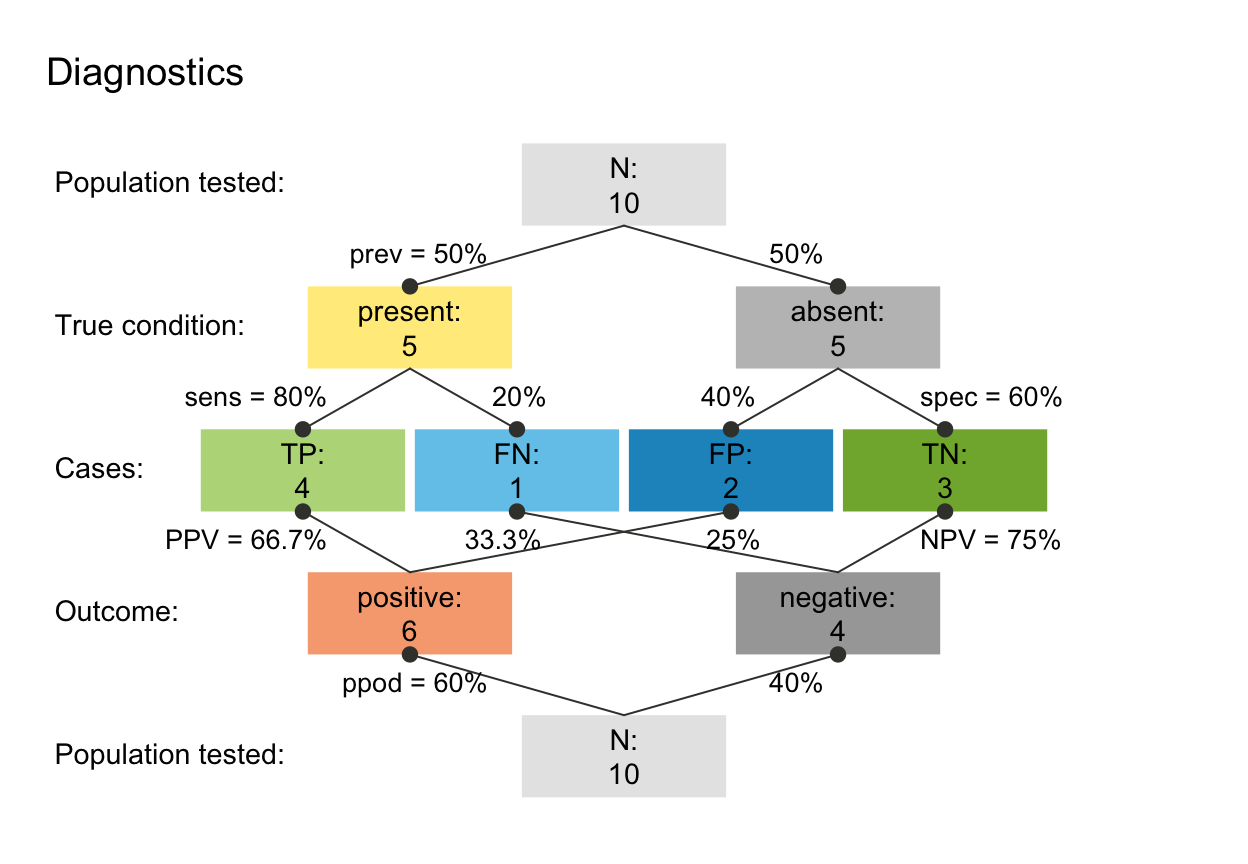 Diagnostics
Population tested:
N:
10
prev = 50%
50%
True condition:
present:
5
absent:
5
sens = 80%
20%
40%
spec = 60%
Cases:
TP:
4
FN:
1
FP:
2
TN:
3
PPV = 66.7%
33.3%
25%
NPV = 75%
Outcome:
positive:
6
negative:
4
ppod = 60%
40%
Population tested:
N:
10